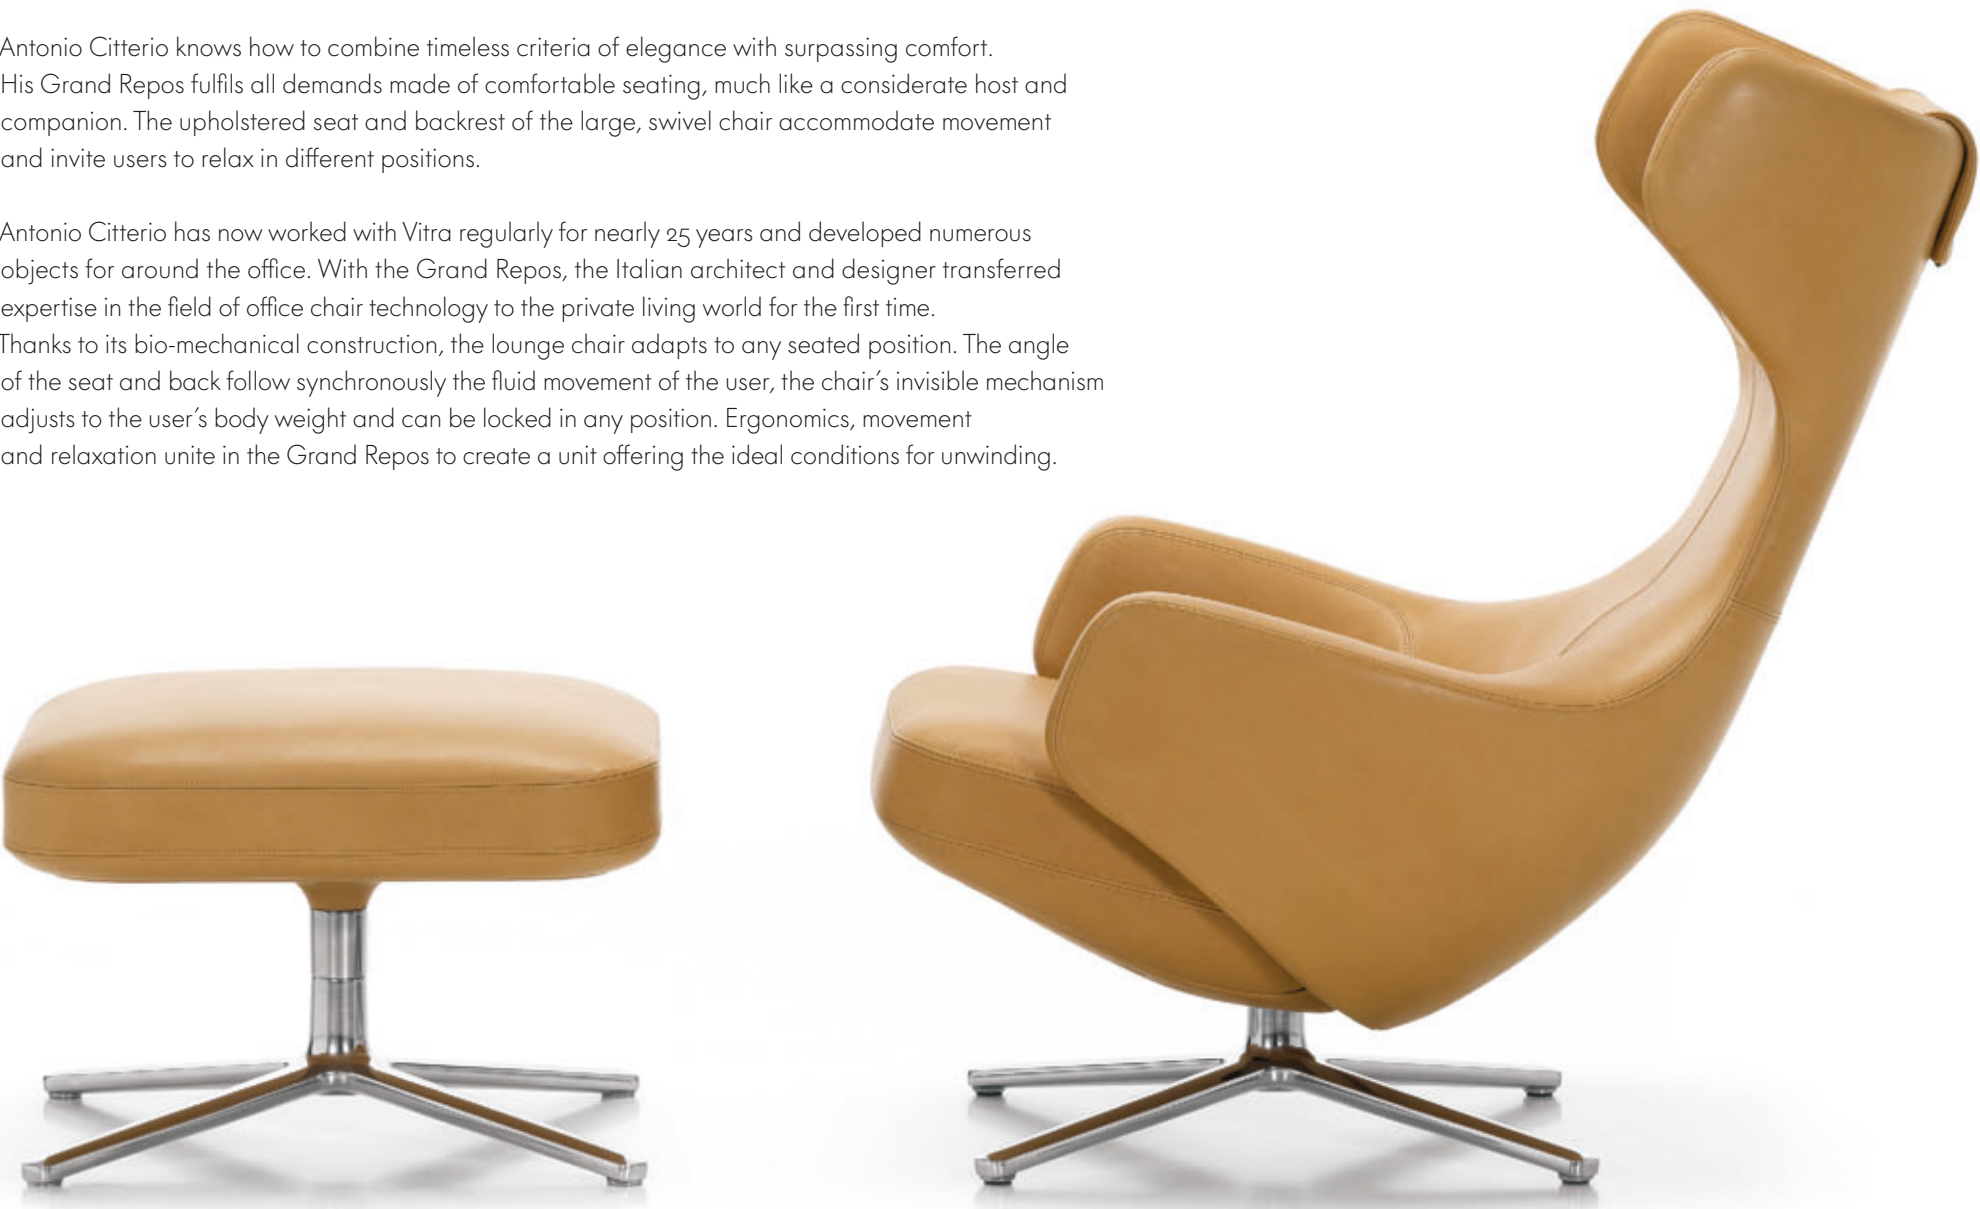 Antonio Citterio knows how to combine timeless criteria of elegance with surpassing comfort.
His Grand Repos fulfils all demands made of comfortable seating, much like a considerate host and
companion. The upholstered seat and backrest of the large, swivel chair accommodate movement
and invite users to relax in different positions.
Antonio Citterio has now worked with Vitra regularly for nearly 25 years and developed numerous
objects for around the office. With the Grand Repos, the Italian architect and designer transferred
expertise in the field of office chair technology to the private living world for the first time.
Thanks to its bio-mechanical construction, the lounge chair adapts to any seated position. The angle
of the seat and back follow synchronously the fluid movement of the user, the chair's invisible mechanism
adjusts to the user's body weight and can be locked in any position. Ergonomics, movement
and relaxation unite in the Grand Repos to create a unit offering the ideal conditions for unwinding.